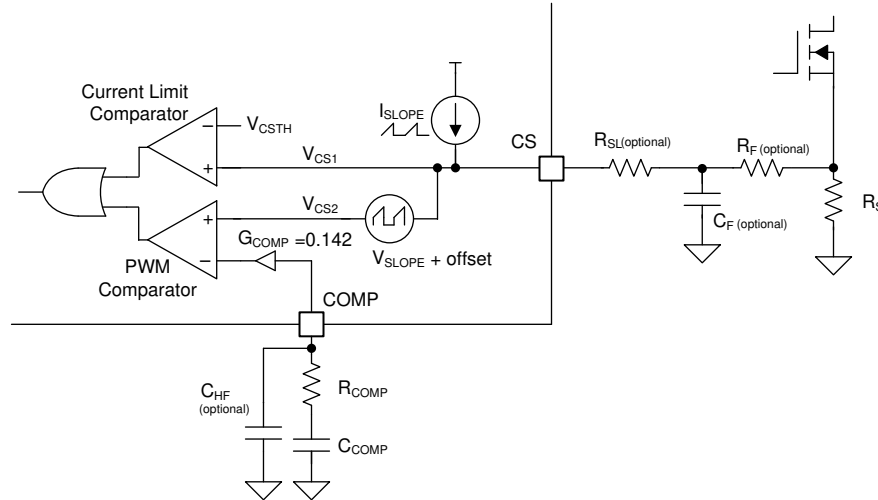 Current Limit
Comparator
V_CSTH
I_SLOPE
CS
R_SL(optional)
R_F (optional)
V_CS1
V_CS2
R_S
C_F (optional)
G_COMP =0.142
V_SLOPE + offset
PWM
Comparator
COMP
C_HF
(optional)
R_COMP
C_COMP